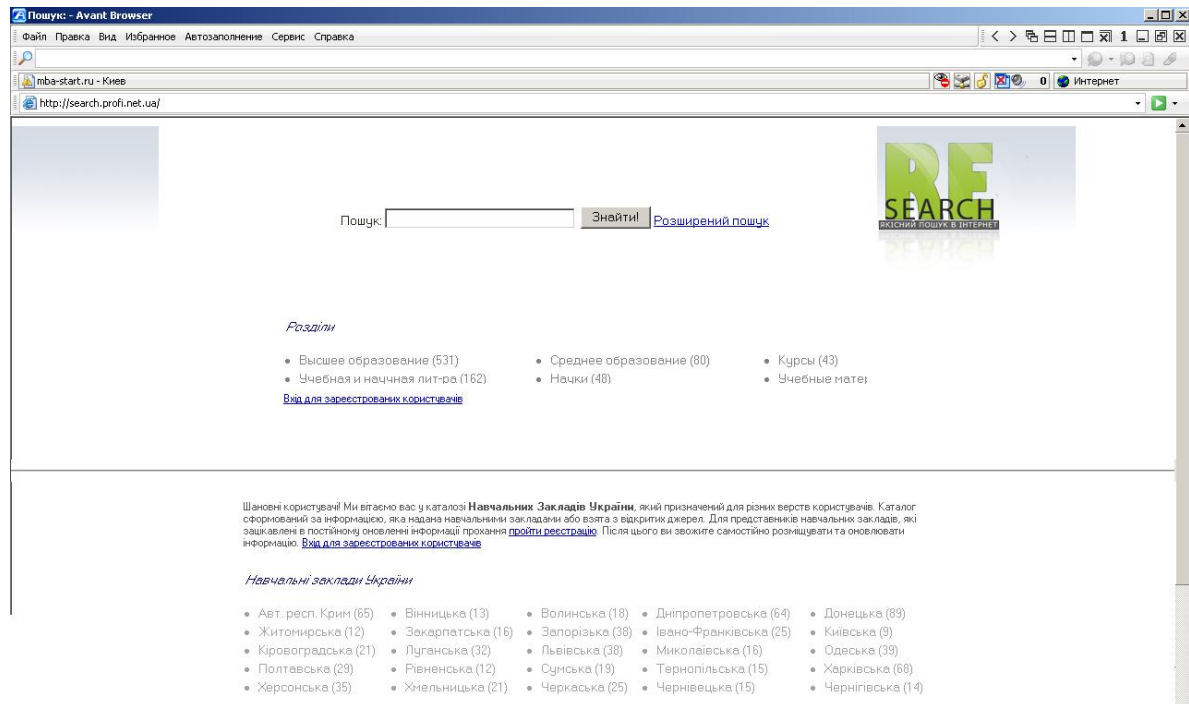 Пошук: - Avant Browser
Файл Правка Вид Избранное Автозаполнение Сервис Справка
1
mba-start.ru - Киев
0 Интернет
http://search.profi.net.ua/
RE
SEARCH
ЯКІСНИЙ ПОШУК В ІНТЕРНЕТ
Пошук: Знайти! Розширений пошук
Розділи
Высшее образование (531) Среднее образование (80) Курсы (43)
Учебная и научная лит-ра (162) Науки (48) Учебные матер
Вхід для зареєстрованих користувачів
Шановні користувачі! Ми вітаємо вас у каталозі Навчальних Закладів України, який призначений для різних верств користувачів. Каталог
сформований за інформацією, яка надана навчальними закладами або взята з відкритих джерел. Для представників навчальних закладів, які
зацікавлені в постійному оновленні інформації прохання пройти реєстрацію. Після цього ви звожите самостійно розміщувати та оновлювати
інформацію. Вхід для зареєстрованих користувачів
Навчальні заклади України
Авт. респ. Крим (65) Вінницька (13) Волинська (18) Дніпропетровська (64) Донецька (89)
Житомирська (12) Закарпатська (16) Запорізька (38) Івано-Франківська (25) Київська (9)
Кіровоградська (21) Луганська (32) Львівська (38) Миколаївська (16) Одеська (39)
Полтавська (29) Рівненська (12) Сумська (19) Тернопільська (15) Харківська (68)
Херсонська (35) Хмельницька (21) Черкаська (25) Чернівецька (15) Чернігівська (14)